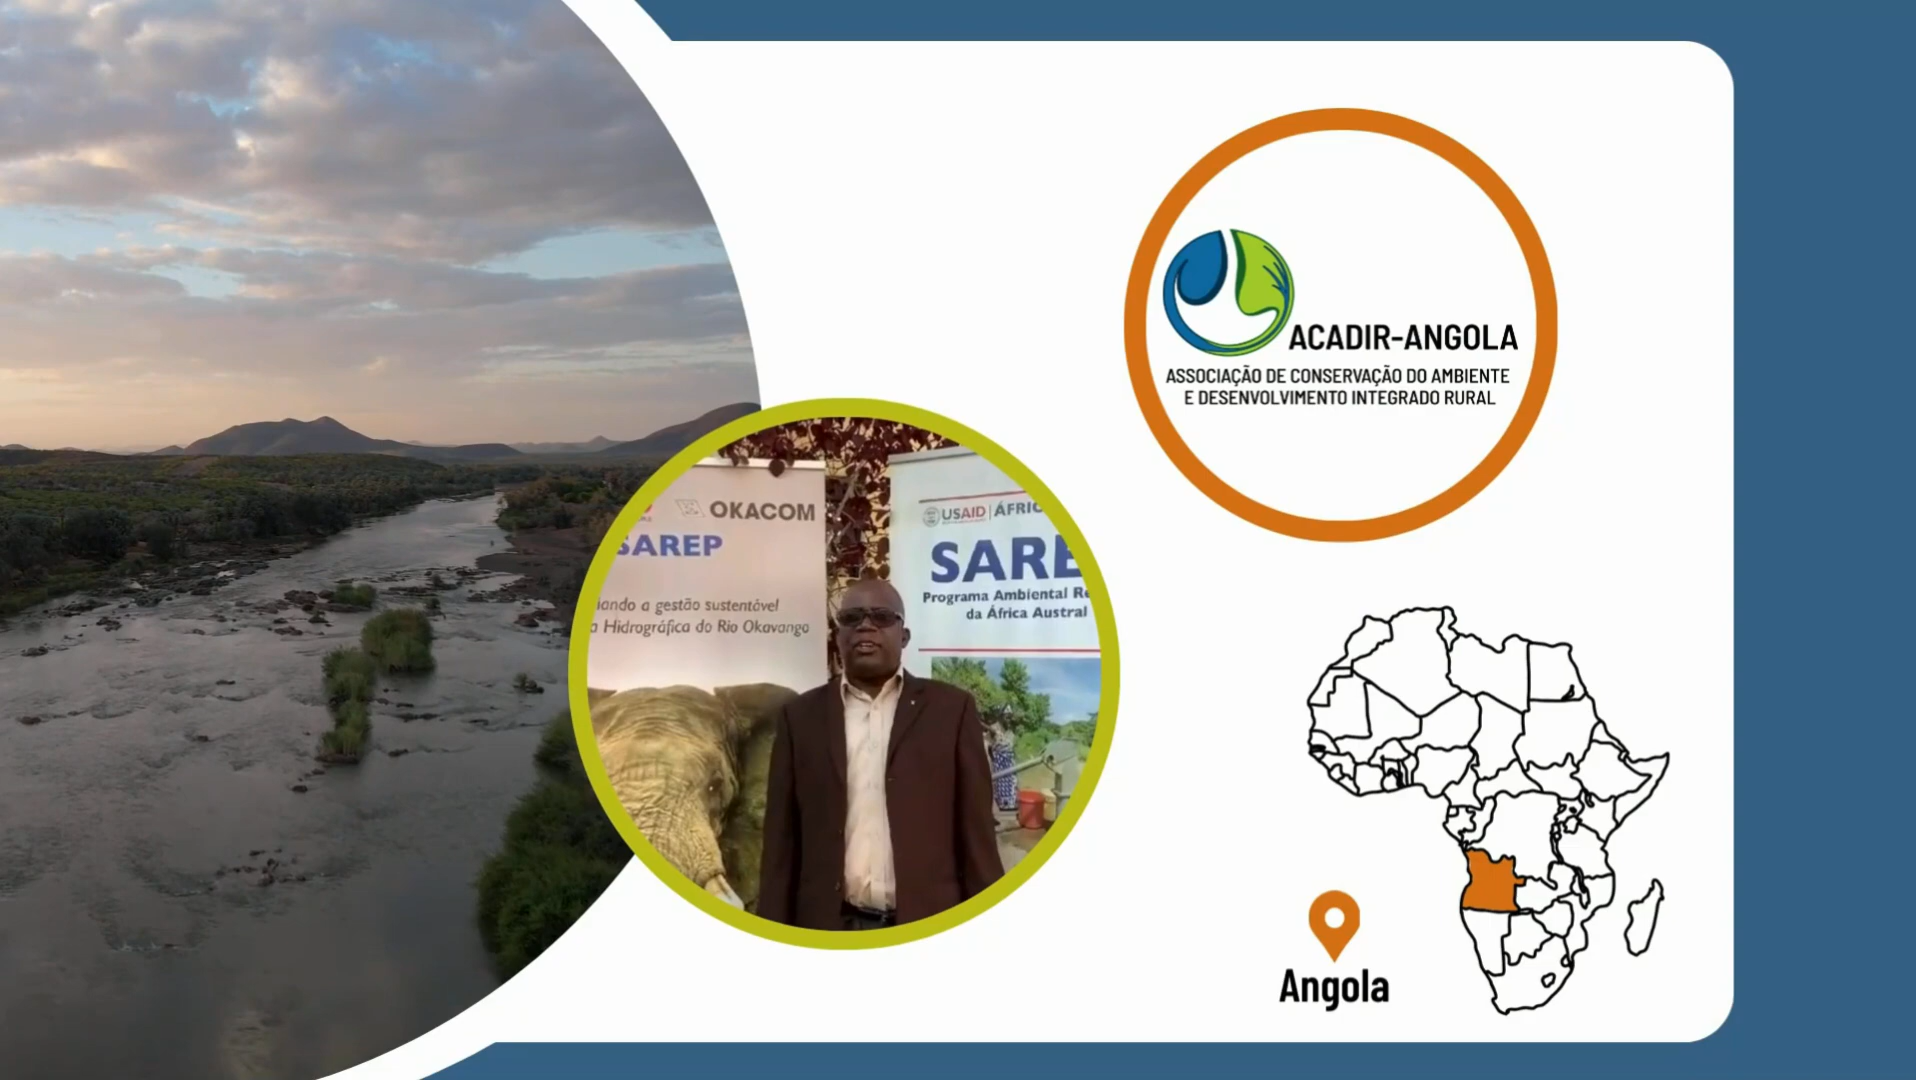 ACADIR-ANGOLA
ASSOCIAÇÃO DE CONSERVAÇÃO DO AMBIENTE
E DESENVOLVIMENTO INTEGRADO RURAL
OKACOM
SAREP
a gestão sustentável
Hidrográfica do Rio Okavango
USAID
SARE
Programa Ambiental
da África Austral
Angola